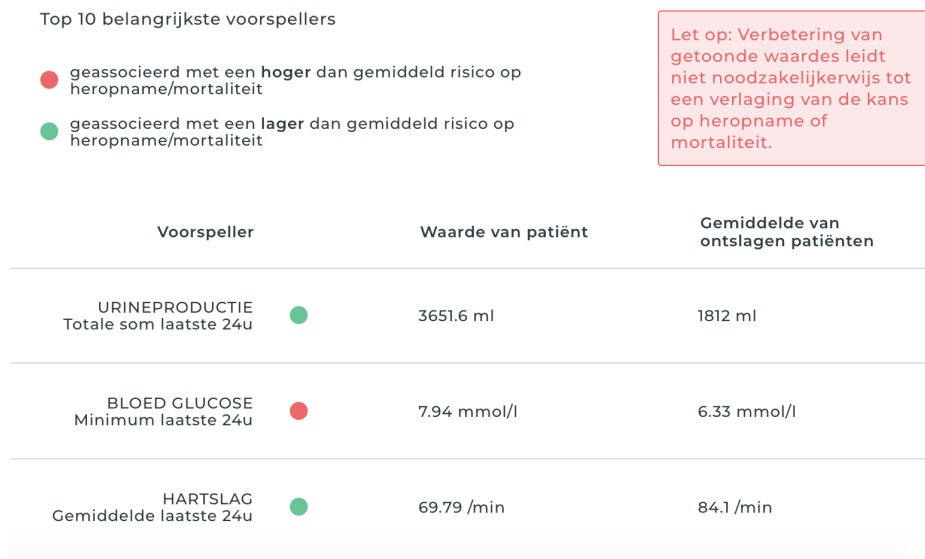 Top 10 belangrijkste voorspellers
geassocieerd met een hoger dan gemiddeld risico op
heropname/mortaliteit
geassocieerd met een lager dan gemiddeld risico op
heropname/mortaliteit
Let op: Verbetering van
getoonde waardes leidt
niet noodzakelijkerwijs tot
een verlaging van de kans
op heropname of
mortaliteit.
Voorspeller
Waarde van patiënt
Gemiddelde van
ontslagen patiënten
URINEPRODUCTIE
Totale som laatste 24u
3651.6 ml
1812 ml
BLOED GLUCOSE
Minimum laatste 24u
7.94 mmol/l
6.33 mmol/l
HARTSLAG
Gemiddelde laatste 24u
69.79 /min
84.1 /min